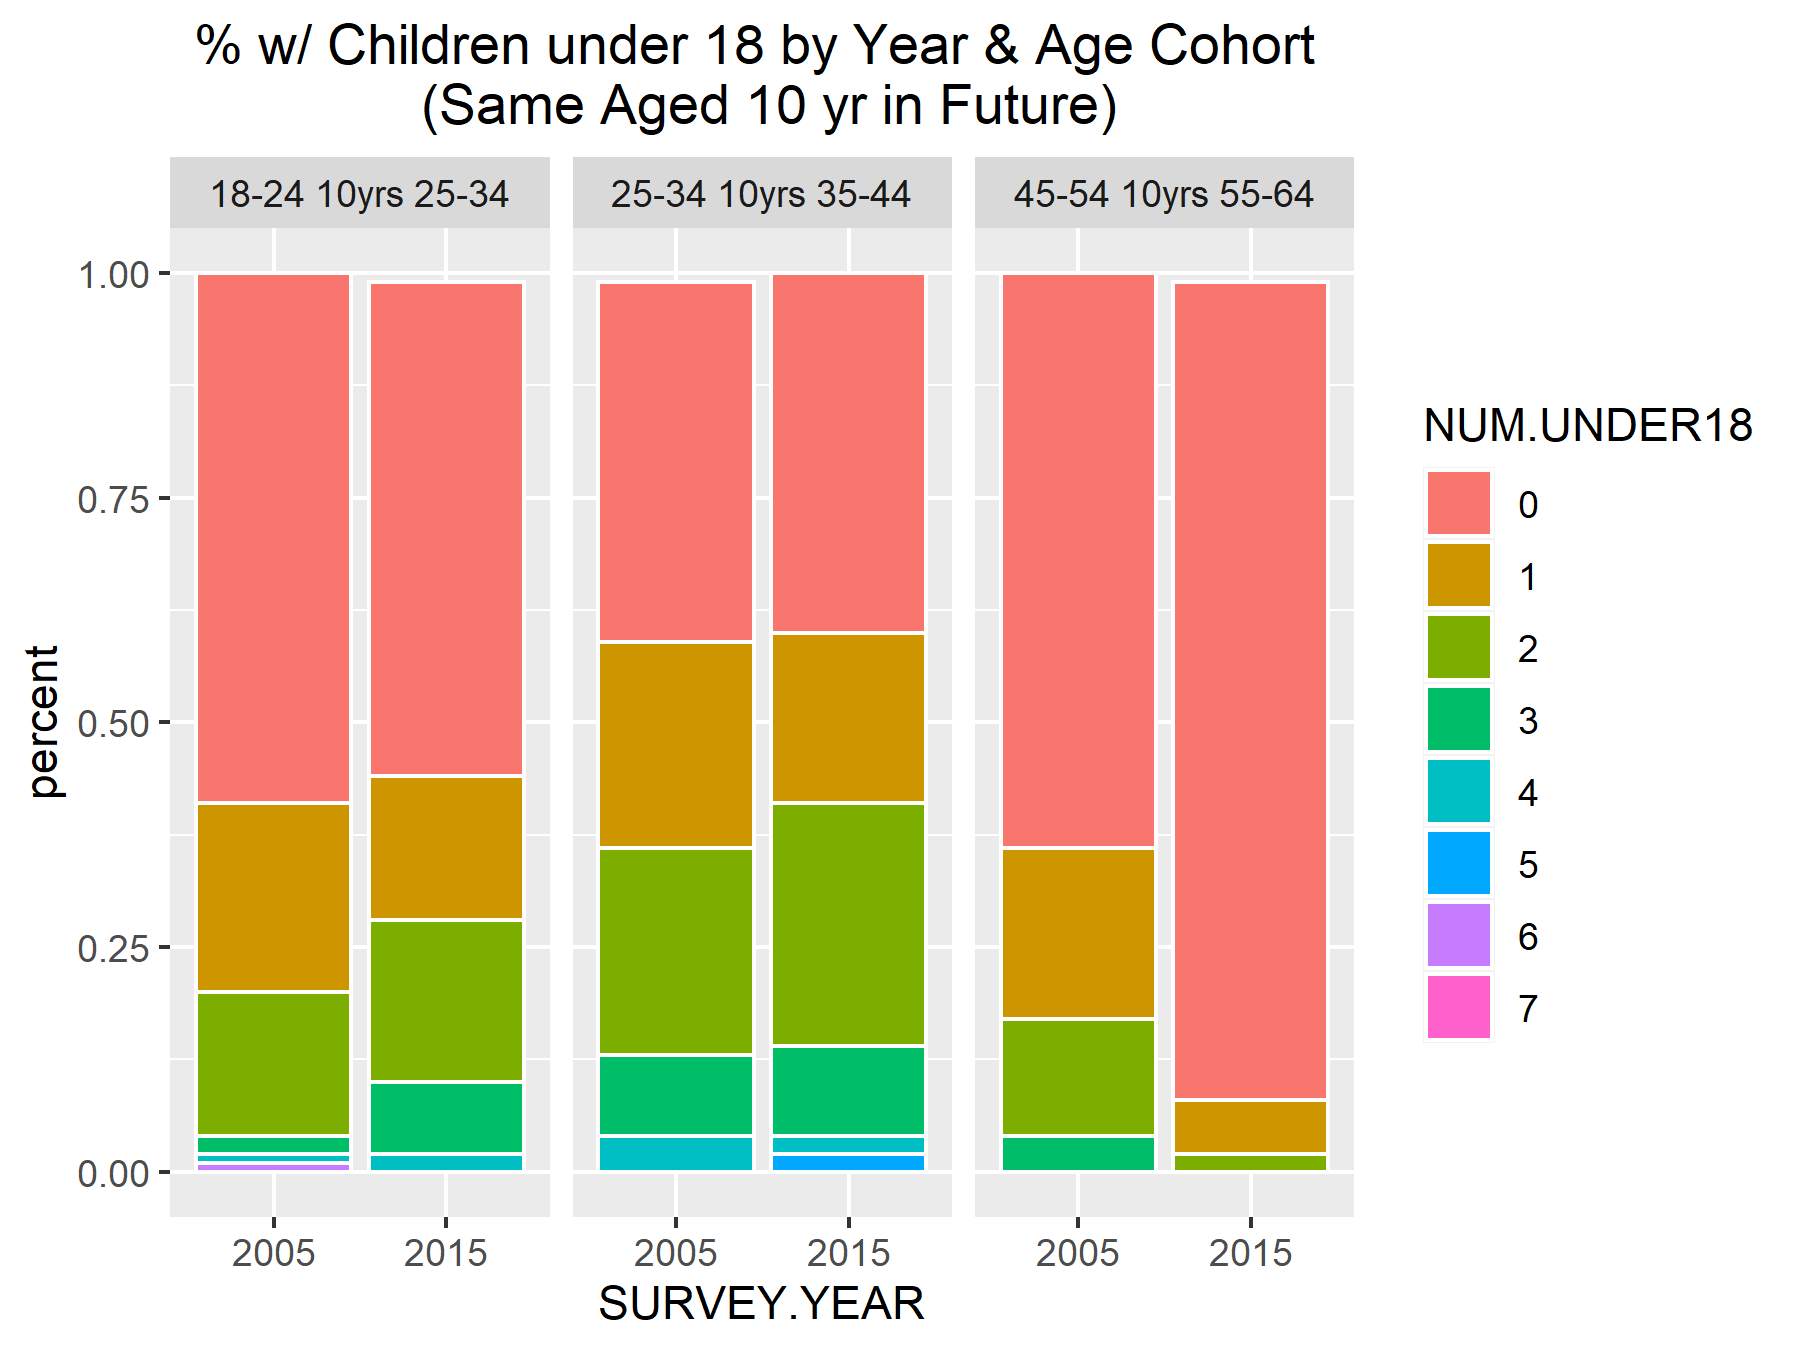 % w/ Children under 18 by Year & Age Cohort
(Same Aged 10 yr in Future)
18-24 10yrs 25-34
25-34 10yrs 35-44
45-54 10yrs 55-64
1.00
0.75
0.50
0.25
0.00
percent
2005
2015
2005
2015
2005
2015
SURVEY.YEAR
NUM.UNDER18
0
1
2
3
4
5
6
7